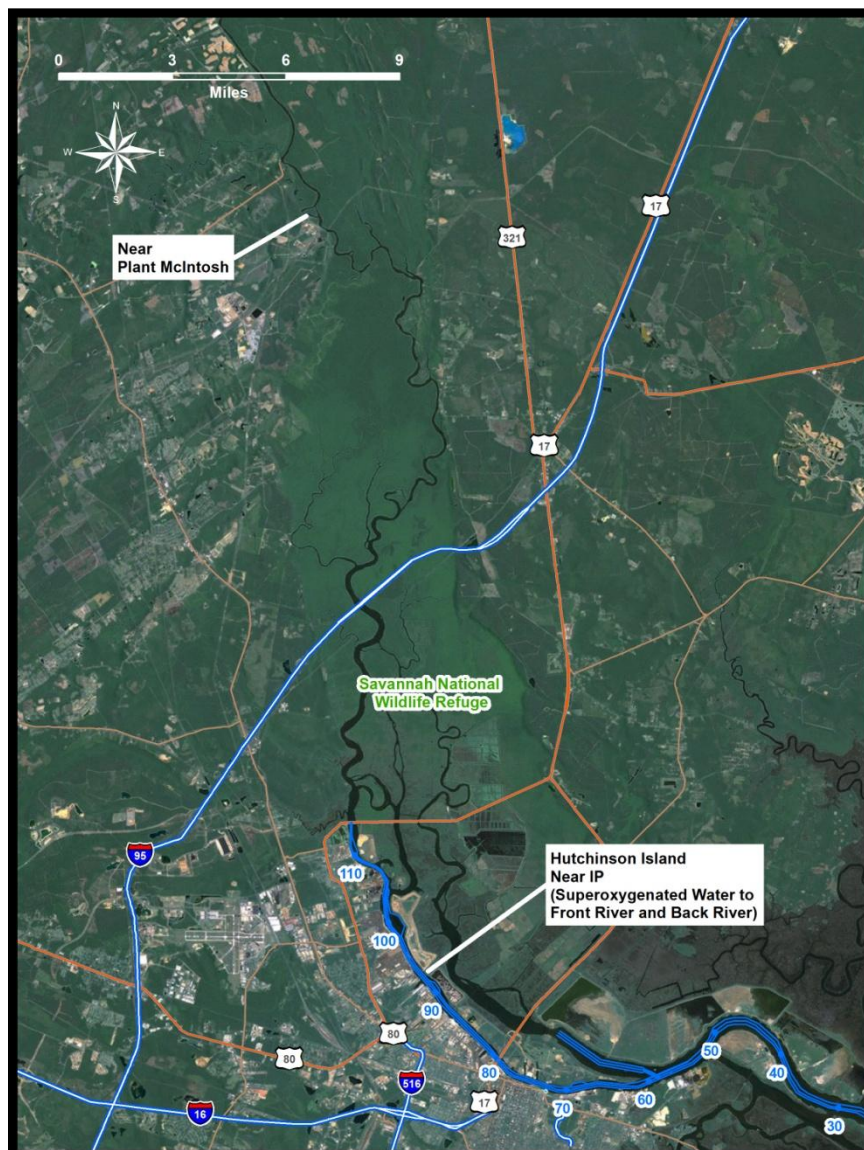 0 3 6 9
Miles
N
W E
S
17
321
Near
Plant McIntosh
17
Savannah National
Wildlife Refuge
95
110
Hutchinson Island
Near IP
(Superoxygenated Water to
Front River and Back River)
100
90
80
80
50
80
40
516
60
70
17
16
30